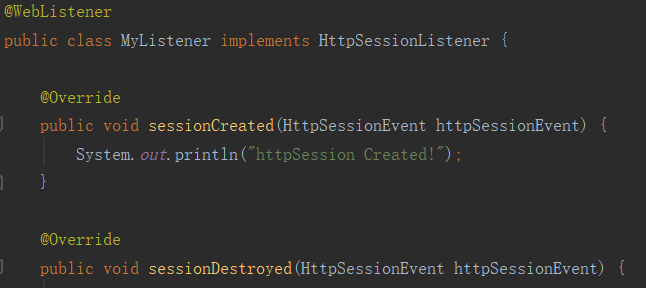 @WebListener
public class MyListener implements HttpSessionListener {
@Override
public void sessionCreated(HttpSessionEvent httpSessionEvent) {
System.out.println("httpSession Created!");
}
@Override
public void sessionDestroyed(HttpSessionEvent httpSessionEvent) {